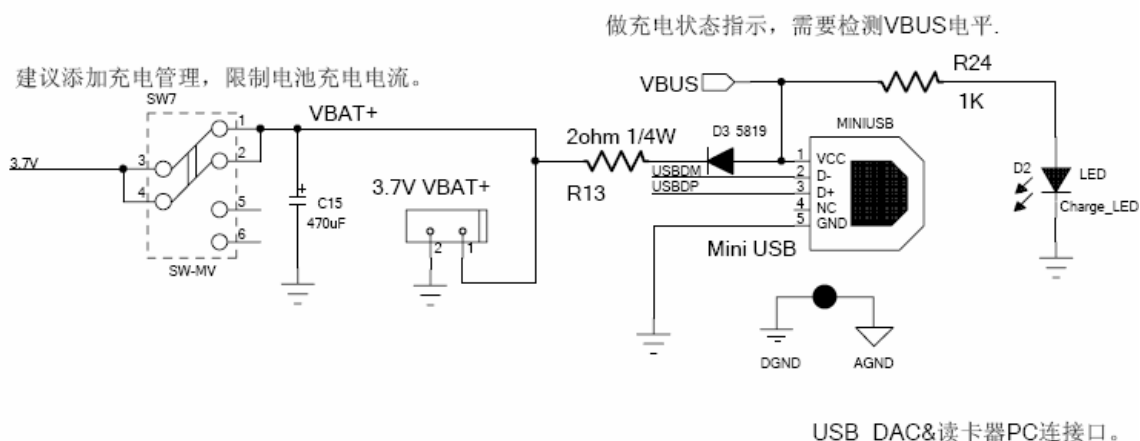 做充电状态指示，需要检测VBUS电平.
建议添加充电管理，限制电池充电电流。
SW7
VBUS
R24
1K
VBAT+
2ohm 1/4W
D3 5819
MINIUSB
1
2
3
4
5
6
3.7V
C15
470uF
3.7V VBAT+
2
1
R13
USBDM
USBDP
1 VCC
2 D-
3 D+
4 NC
5 GND
D2
LED
Charge_LED
+
SW-MV
Mini USB
DGND
AGND
USB DAC&读卡器PC连接口。